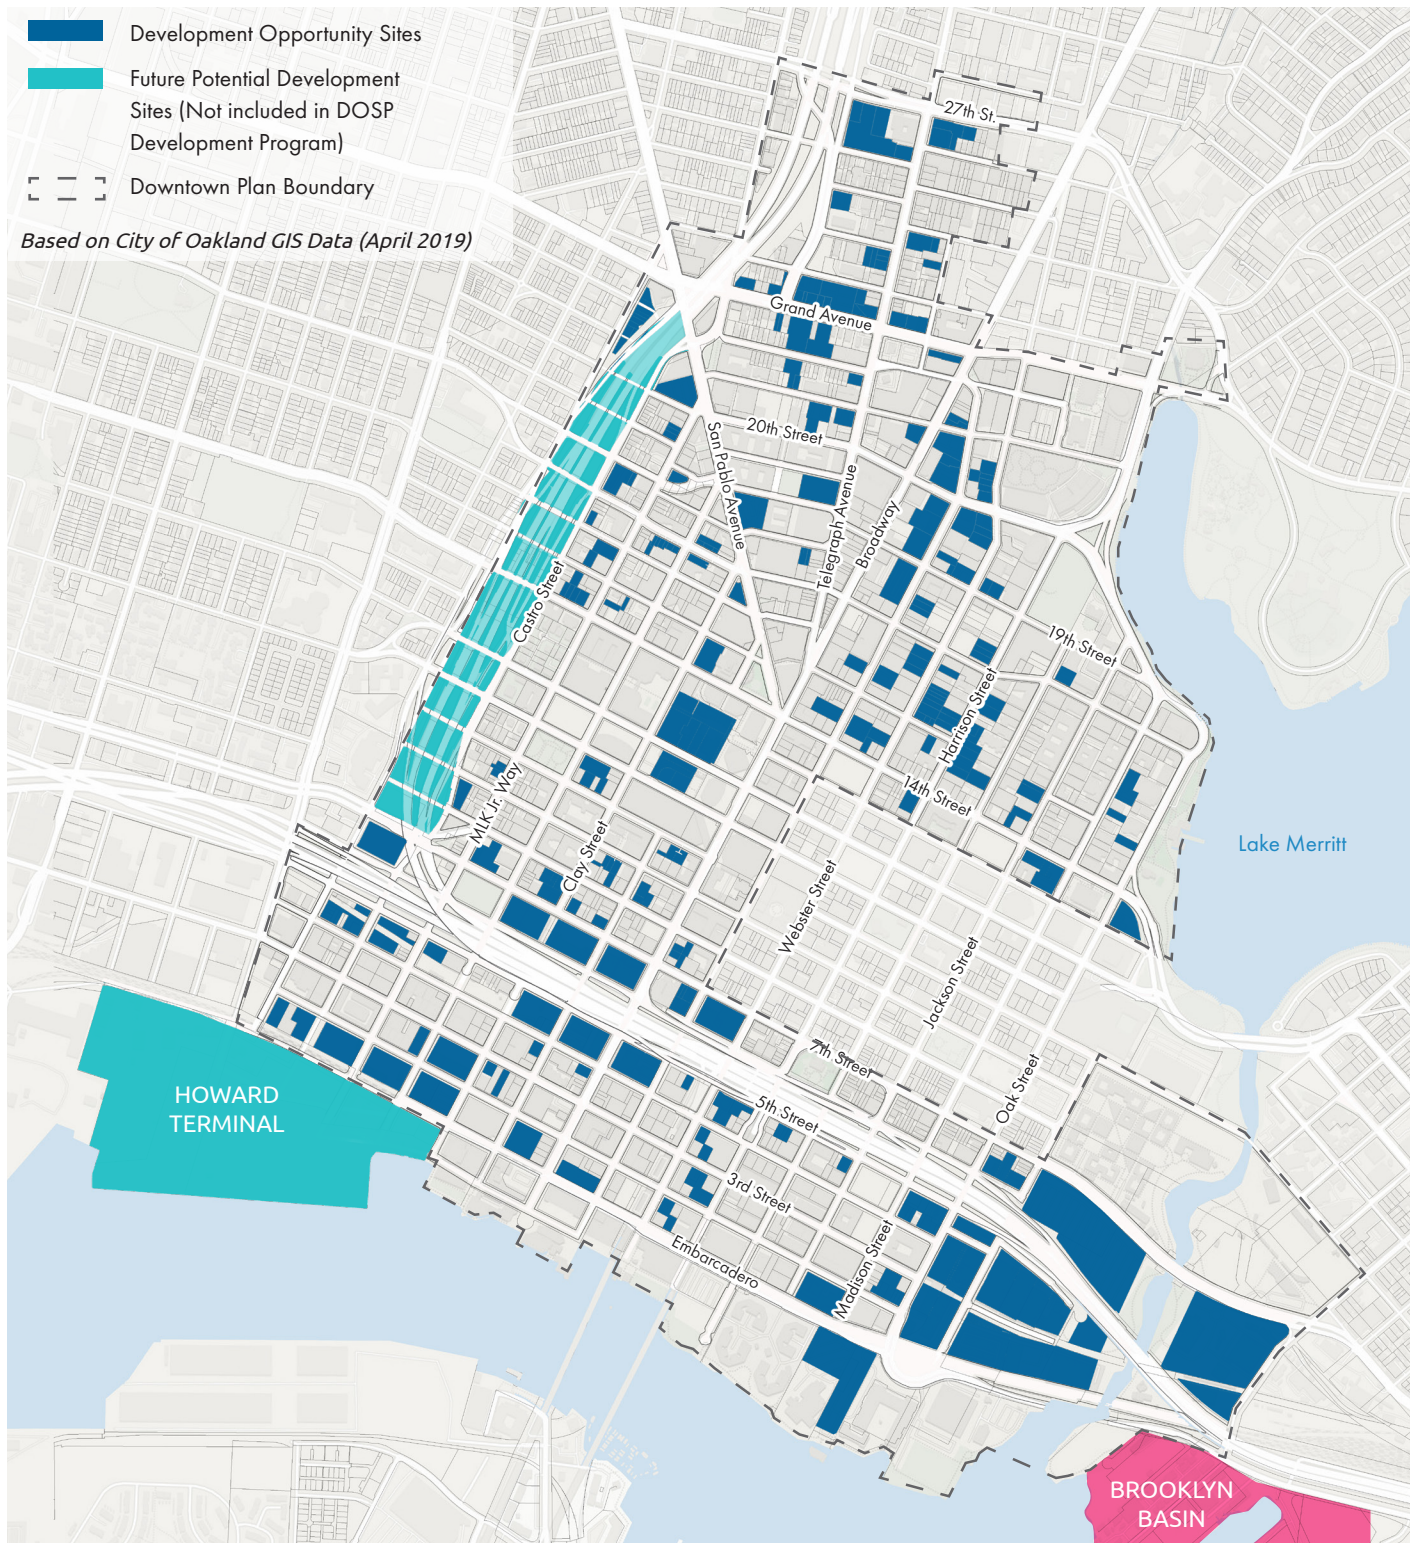 Development Opportunity Sites
Future Potential Development
Sites (Not included in DOSP
Development Program)
Downtown Plan Boundary
Based on City of Oakland GIS Data (April 2019)
27th St.
Grand Avenue
20th Street
San Pablo Avenue
Telegraph Avenue
Broadway
Castro Street
19th Street
Harrison Street
14th Street
MLK Jr. Way
Clay Street
Lake Merritt
Webster Street
Jackson Street
7th Street
Oak Street
HOWARD
TERMINAL
5th Street
3rd Street
Madison Street
Embarcadero
BROOKLYN
BASIN